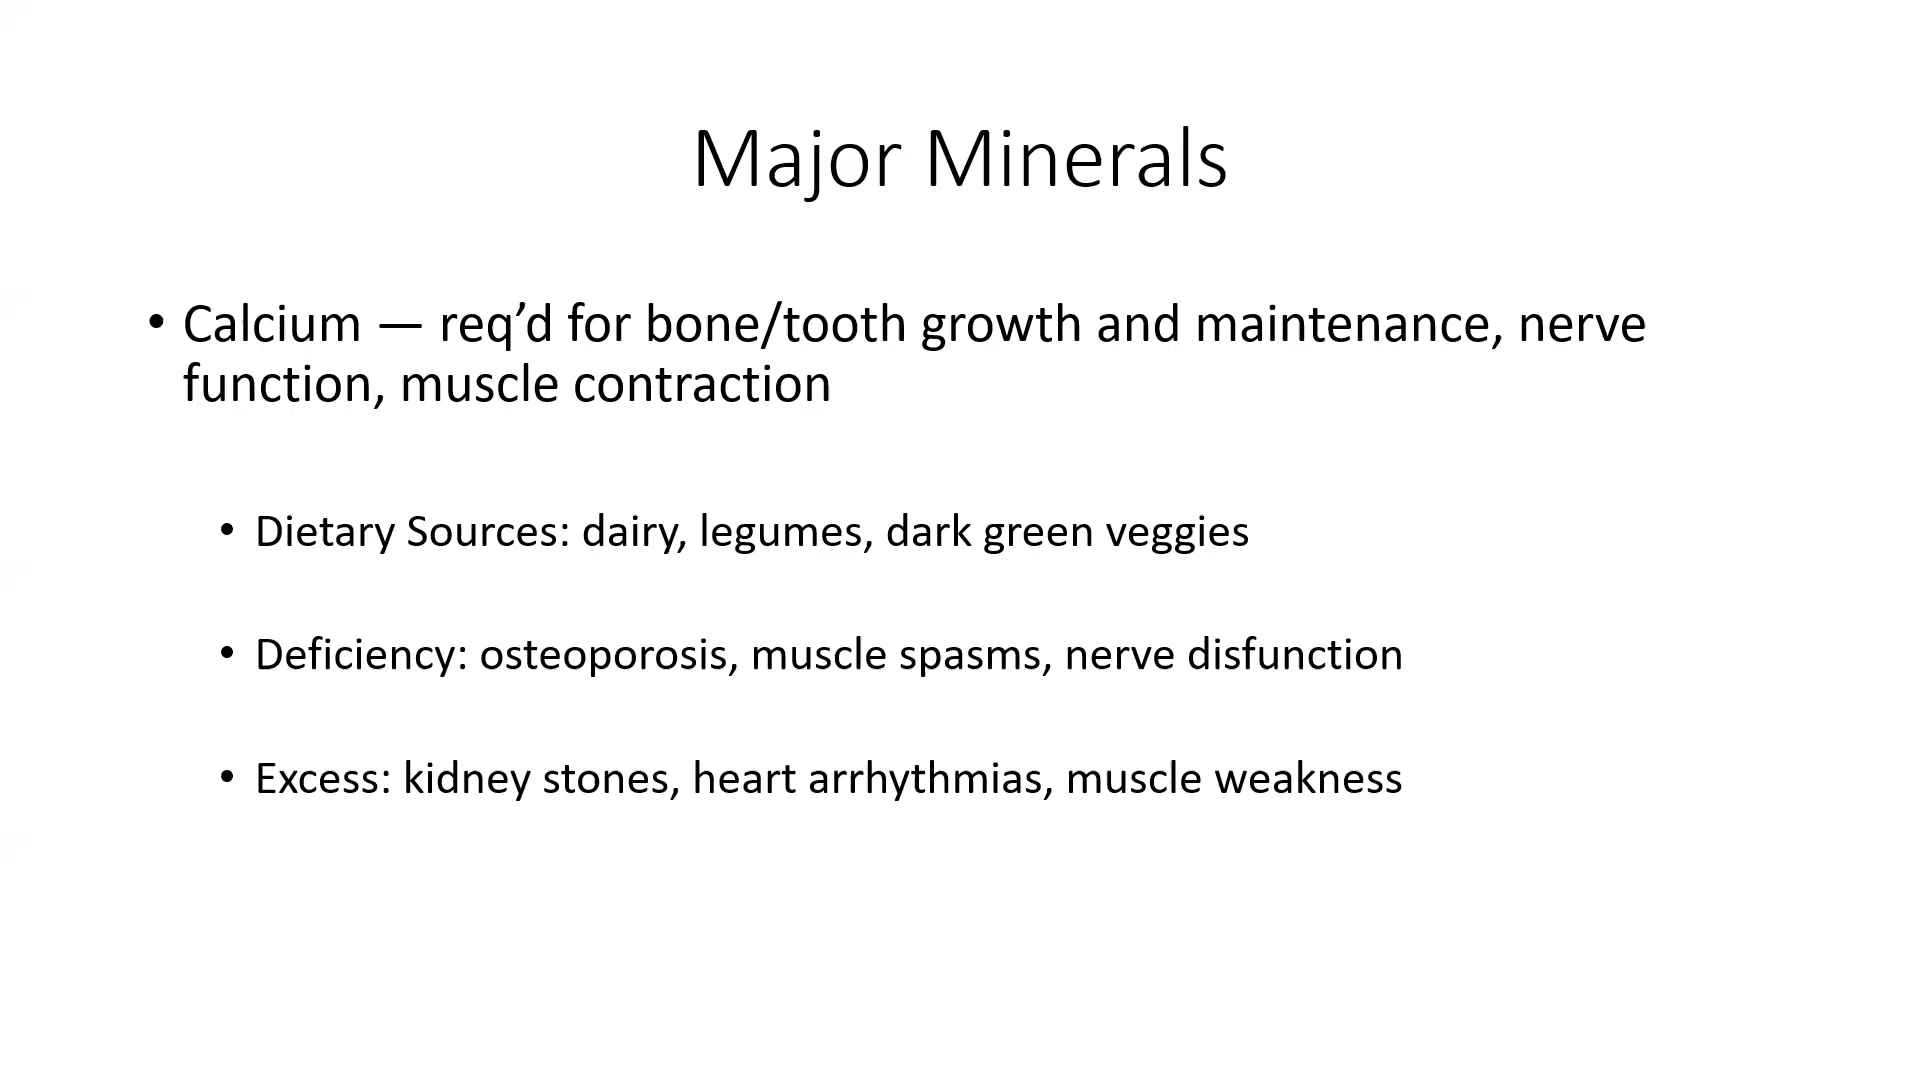 Major Minerals
• Calcium — req’d for bone/tooth growth and maintenance, nerve
function, muscle contraction
• Dietary Sources: dairy, legumes, dark green veggies
• Deficiency: osteoporosis, muscle spasms, nerve disfunction
• Excess: kidney stones, heart arrhythmias, muscle weakness